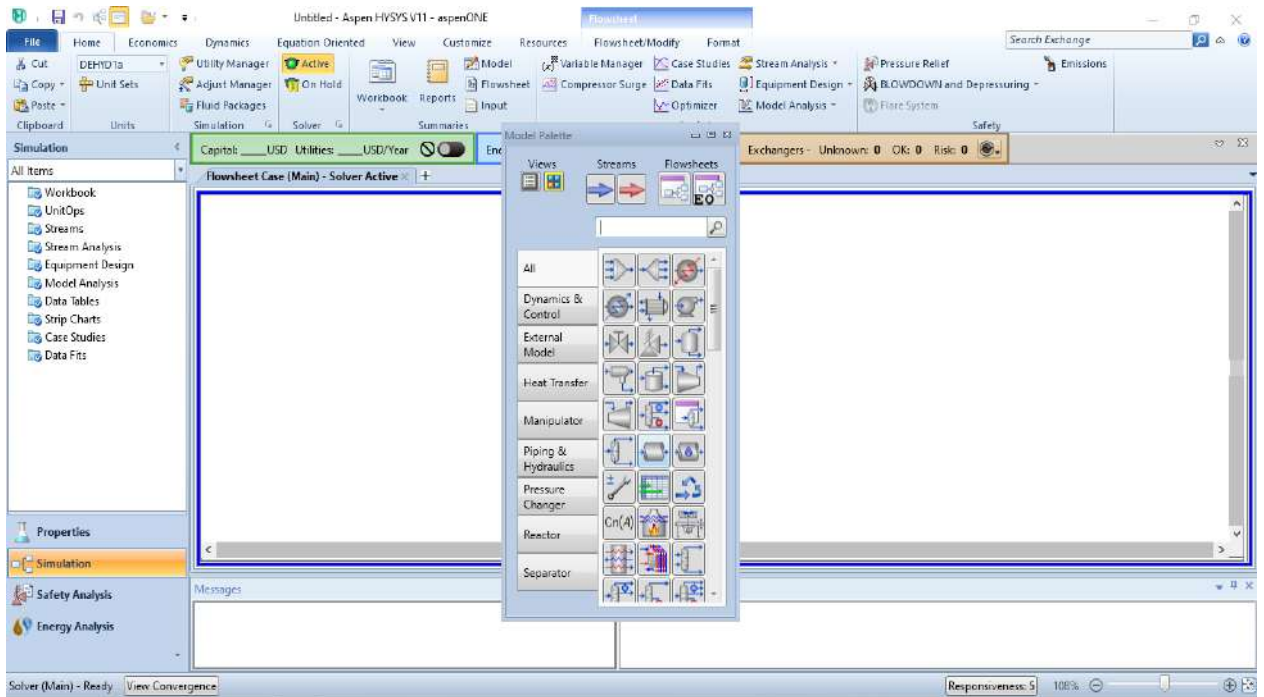 Untitled - Aspen HYSYS V11 - aspenONE
Flowsheet
File Home Economics Dynamics Equation Oriented View Customize Resources Flowsheet/Modify Format
Search Exchange
Cut
Copy
Paste
Clipboard
DEHYD1a
Unit Sets
Units
Utility Manager
Adjust Manager
Fluid Packages
Simulation
Active
On Hold
Solver
Workbook
Reports
Model
Flowsheet
Input
Summaries
Variable Manager
Compressor Surge
Case Studies
Data Fits
Optimizer
Stream Analysis
Equipment Design
Model Analysis
Pressure Relief
BLOWDOWN and Depressuring
Flare System
Safety
Emissions
Simulation
All Items
Workbook
UnitOps
Streams
Stream Analysis
Equipment Design
Model Analysis
Data Tables
Strip Charts
Case Studies
Data Fits
Properties
Simulation
Safety Analysis
Energy Analysis
Capital: ____USD Utilities: ____USD/Year
Exchangers - Unknown: 0 OK: 0 Risk: 0
Flowsheet Case (Main) - Solver Active
Model Palette
Views Streams Flowsheets
EO
All
Dynamics &
Control
External
Model
Heat Transfer
Manipulator
Piping &
Hydraulics
Pressure
Changer
Reactor
Separator
Cn(A)
Messages
Solver (Main) - Ready View Convergence
Responsiveness: 5 108%